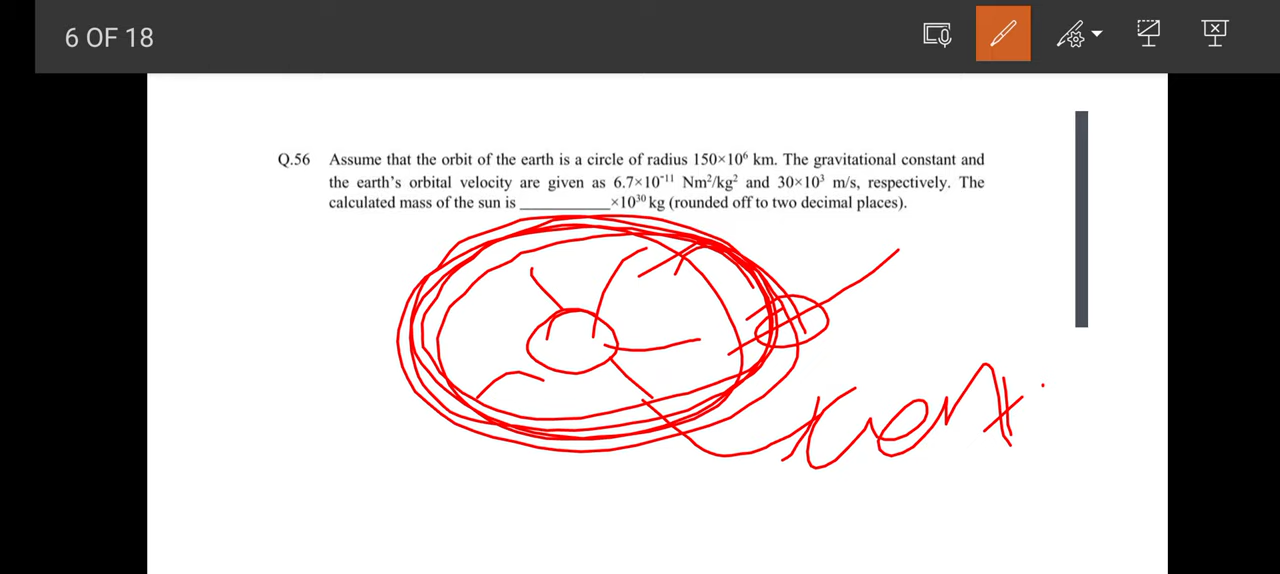 6 OF 18
Q.56 Assume that the orbit of the earth is a circle of radius 150×10⁶ km. The gravitational constant and
the earth's orbital velocity are given as 6.7×10⁻¹¹ Nm²/kg² and 30×10³ m/s, respectively. The
calculated mass of the sun is __________×10³⁰ kg (rounded off to two decimal places).